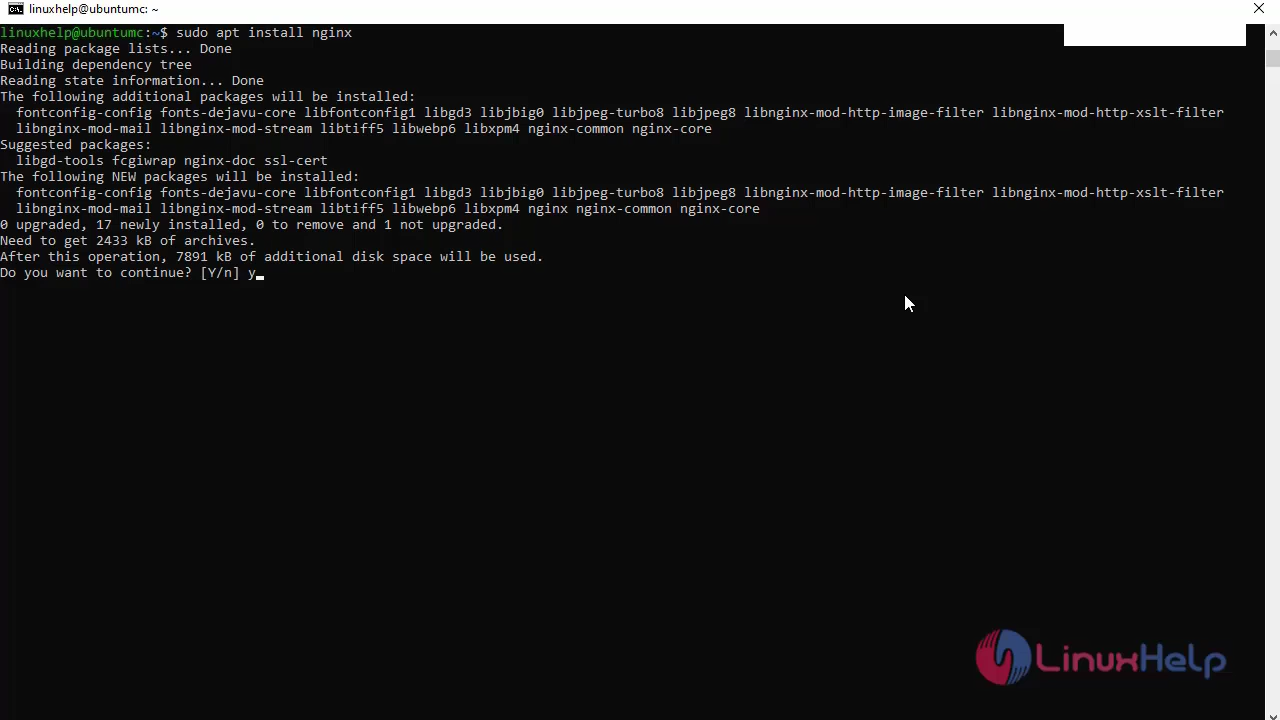 linuxhelp@ubuntumc: ~
linuxhelp@ubuntumc:~$ sudo apt install nginx
Reading package lists... Done
Building dependency tree
Reading state information... Done
The following additional packages will be installed:
fontconfig-config fonts-dejavu-core libfontconfig1 libgd3 libjbig0 libjpeg-turbo8 libjpeg8 libnginx-mod-http-image-filter libnginx-mod-http-xslt-filter
libnginx-mod-mail libnginx-mod-stream libtiff5 libwebp6 libxpm4 nginx-common nginx-core
Suggested packages:
libgd-tools fcgiwrap nginx-doc ssl-cert
The following NEW packages will be installed:
fontconfig-config fonts-dejavu-core libfontconfig1 libgd3 libjbig0 libjpeg-turbo8 libjpeg8 libnginx-mod-http-image-filter libnginx-mod-http-xslt-filter
libnginx-mod-mail libnginx-mod-stream libtiff5 libwebp6 libxpm4 nginx nginx-common nginx-core
0 upgraded, 17 newly installed, 0 to remove and 1 not upgraded.
Need to get 2433 kB of archives.
After this operation, 7891 kB of additional disk space will be used.
Do you want to continue? [Y/n] y
LinuxHelp